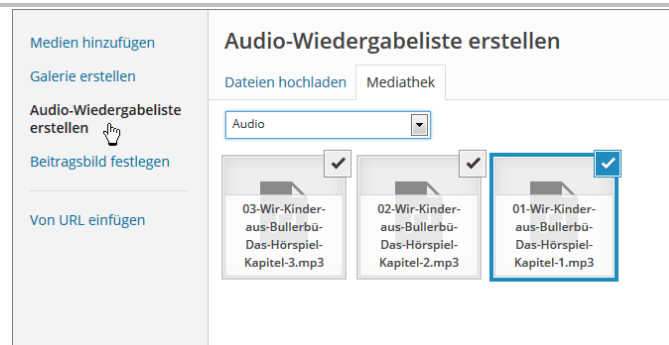 Medien hinzufügen
Galerie erstellen
Audio-Wiedergabeliste
erstellen
Beitragsbild festlegen
Von URL einfügen
Audio-Wiedergabeliste erstellen
Dateien hochladen
Mediathek
Audio
03-Wir-Kinder-
aus-Bullerbü-
Das-Hörspiel-
Kapitel-3.mp3
02-Wir-Kinder-
aus-Bullerbü-
Das-Hörspiel-
Kapitel-2.mp3
01-Wir-Kinder-
aus-Bullerbü-
Das-Hörspiel-
Kapitel-1.mp3